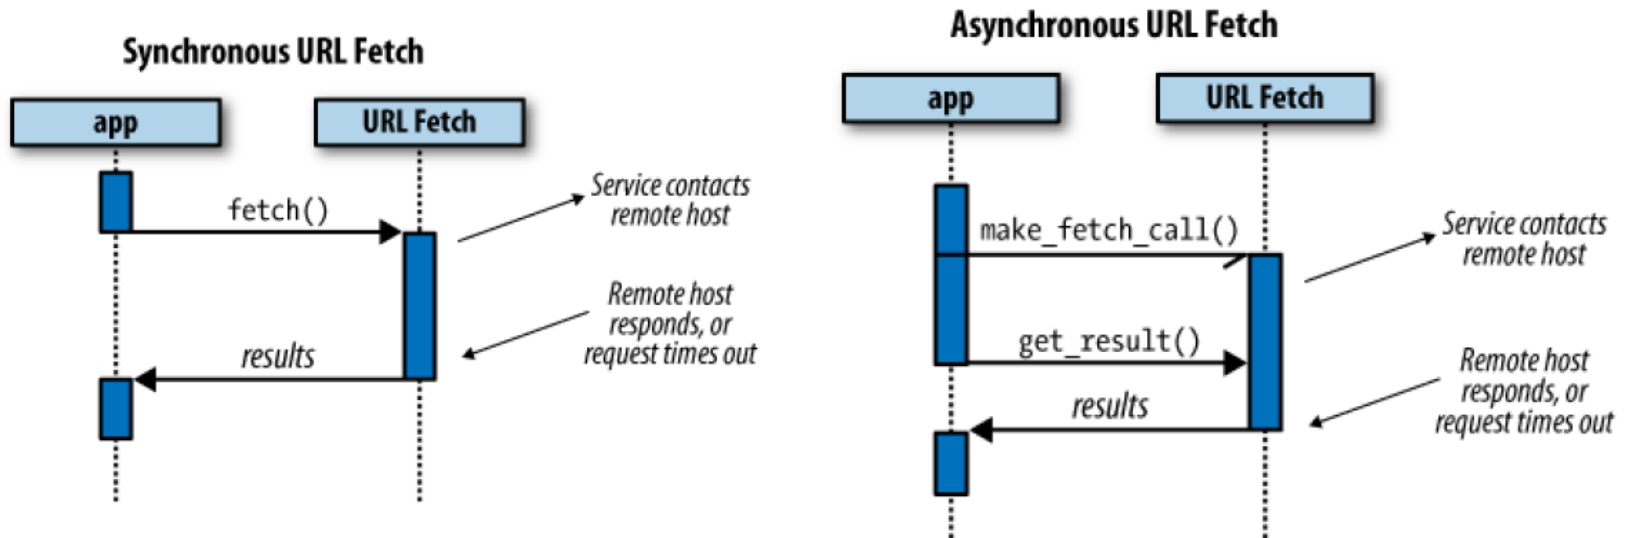 Synchronous URL Fetch
app
URL Fetch
fetch()
Service contacts
remote host
Remote host
responds, or
request times out
results
Asynchronous URL Fetch
app
URL Fetch
make_fetch_call()
Service contacts
remote host
get_result()
Remote host
responds, or
request times out
results